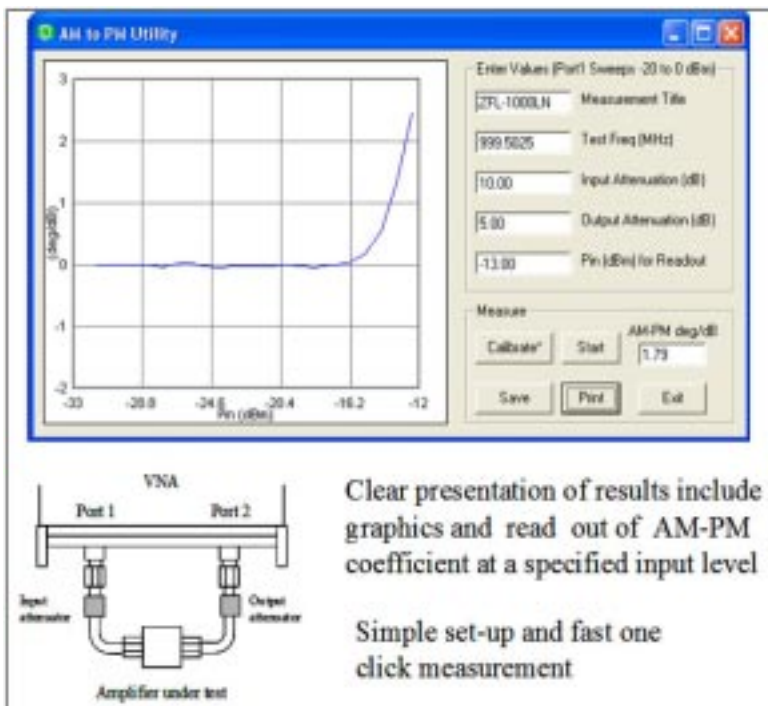 AM to PM Utility
3
2
1
0
-1
-2
(deg/dB)
-33
-28.8
-24.6
-20.4
-16.2
-12
Pin (dBm)
Enter Values (Port1 Sweeps -20 to 0 dBm)
ZFL-1000LN Measurement Title
999.5025 Test Freq (MHz)
10.00 Input Attenuation (dB)
5.00 Output Attenuation (dB)
-13.00 Pin (dBm) for Readout
Measure
AM-PM deg/dB
Calibrate* Start 1.79
Save Print Exit
VNA
Port 1 Port 2
Input
attenuator
Output
attenuator
Amplifier under test
Clear presentation of results include
graphics and read out of AM-PM
coefficient at a specified input level
Simple set-up and fast one
click measurement